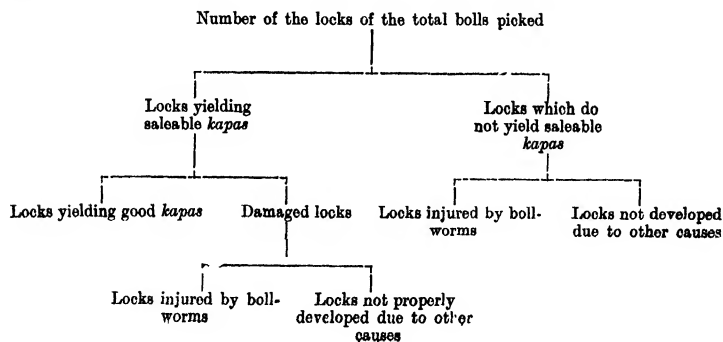 Number of the locks of the total bolls picked
Locks yielding
saleable kapas
Locks which do
not yield saleable
kapas
Locks yielding good kapas
Damaged locks
Locks injured by boll-
worms
Locks not developed
due to other causes
Locks injured by boll-
worms
Locks not properly
developed due to other
causes